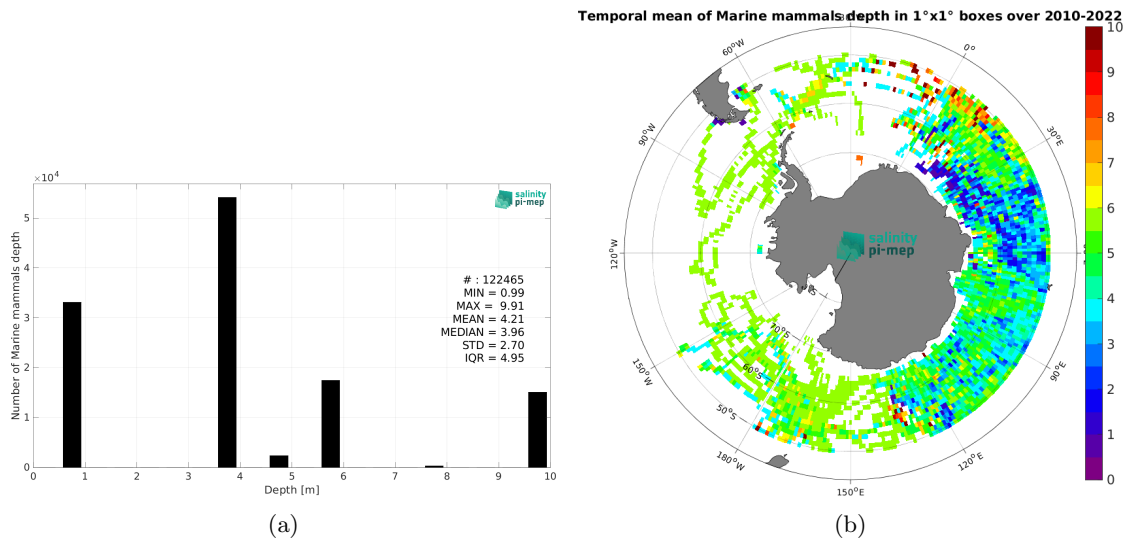 ×10⁴
5
4
3
2
1
0
Number of Marine mammals depth
0 1 2 3 4 5 6 7 8 9 10
Depth [m]
salinity
pi-mep
# : 122465
MIN = 0.99
MAX = 9.91
MEAN = 4.21
MEDIAN = 3.96
STD = 2.70
IQR = 4.95
(a)
Temporal mean of Marine mammals depth in 1°x1° boxes over 2010-2022
0°
30°E
60°W
90°W
120°W
150°W
180°W
150°E
120°E
90°E
70°S
60°S
50°S
salinity
pi-mep
10
9
8
7
6
5
4
3
2
1
0
(b)